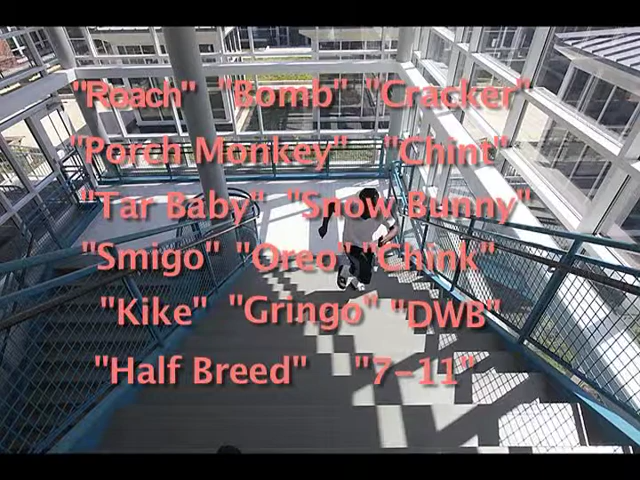 "Roach" "Bomb" "Cracker"
"Porch Monkey" "Chint"
"Tar Baby" "Snow Bunny"
"Smigo" "Oreo" "Chink"
"Kike" "Gringo" "DWB"
"Half Breed" "7-11"